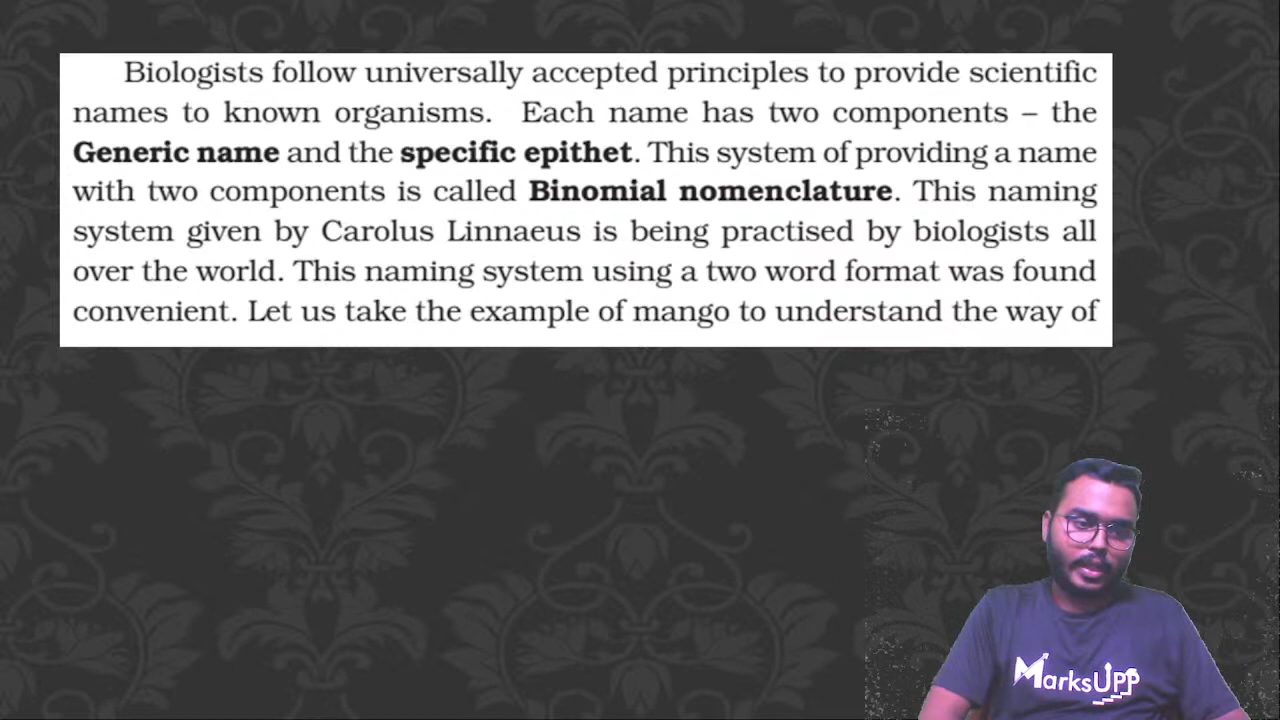 Biologists follow universally accepted principles to provide scientific
names to known organisms. Each name has two components – the
Generic name and the specific epithet. This system of providing a name
with two components is called Binomial nomenclature. This naming
system given by Carolus Linnaeus is being practised by biologists all
over the world. This naming system using a two word format was found
convenient. Let us take the example of mango to understand the way of
MarksUPP